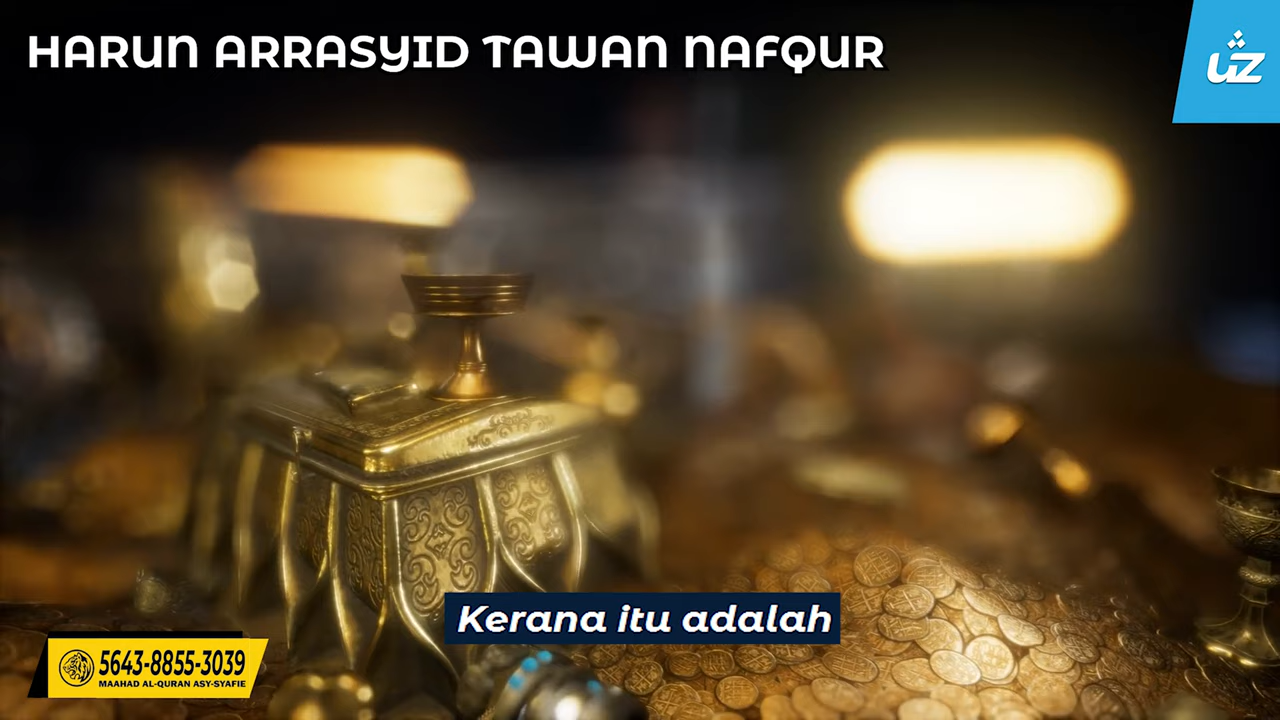 HARUN ARRASYID TAWAN NAFQUR
Kerana itu adalah
5643-8855-3039
MAAHAD AL-QURAN ASY-SYAFIE